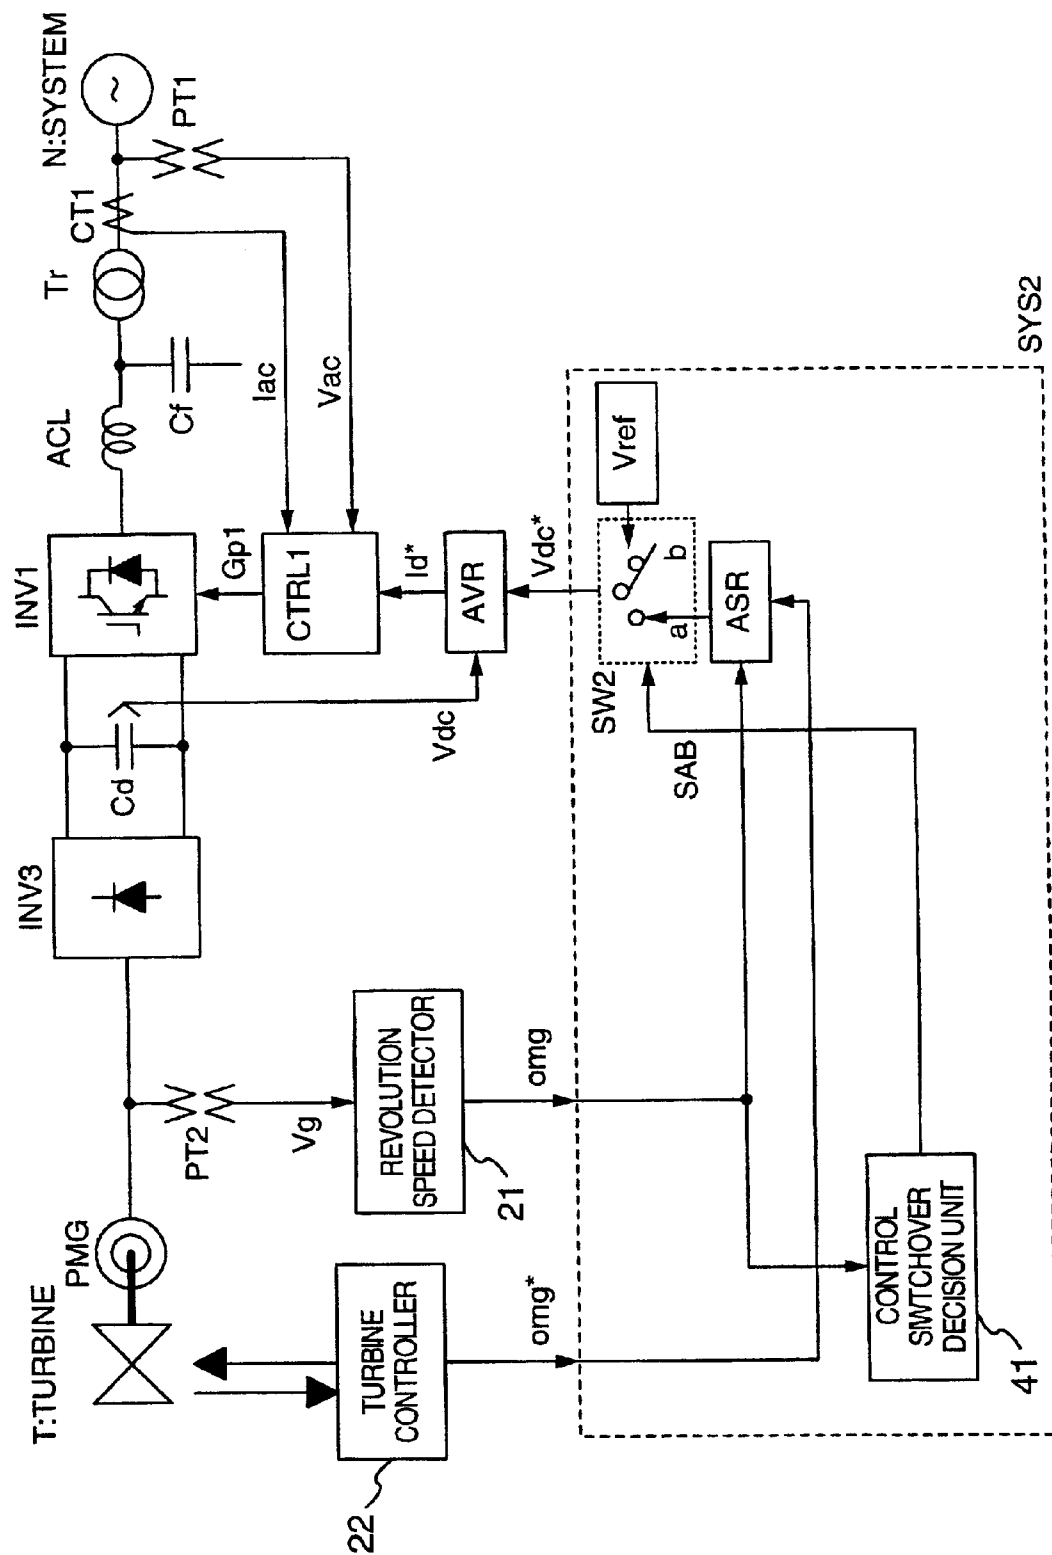 T:TURBINE
PMG
PT2
Vg
INV3
Cd
INV1
ACL
Cf
Tr
CT1
N:SYSTEM
~
PT1
Iac
Vac
Gp1
CTRL1
Id*
AVR
Vdc
Vdc*
22
TURBINE
CONTROLLER
omg*
21
REVOLUTION
SPEED DETECTOR
omg
SYS2
SW2
SAB
Vref
a
b
ASR
41
CONTROL
SIWTCHOVER
DECISION UNIT